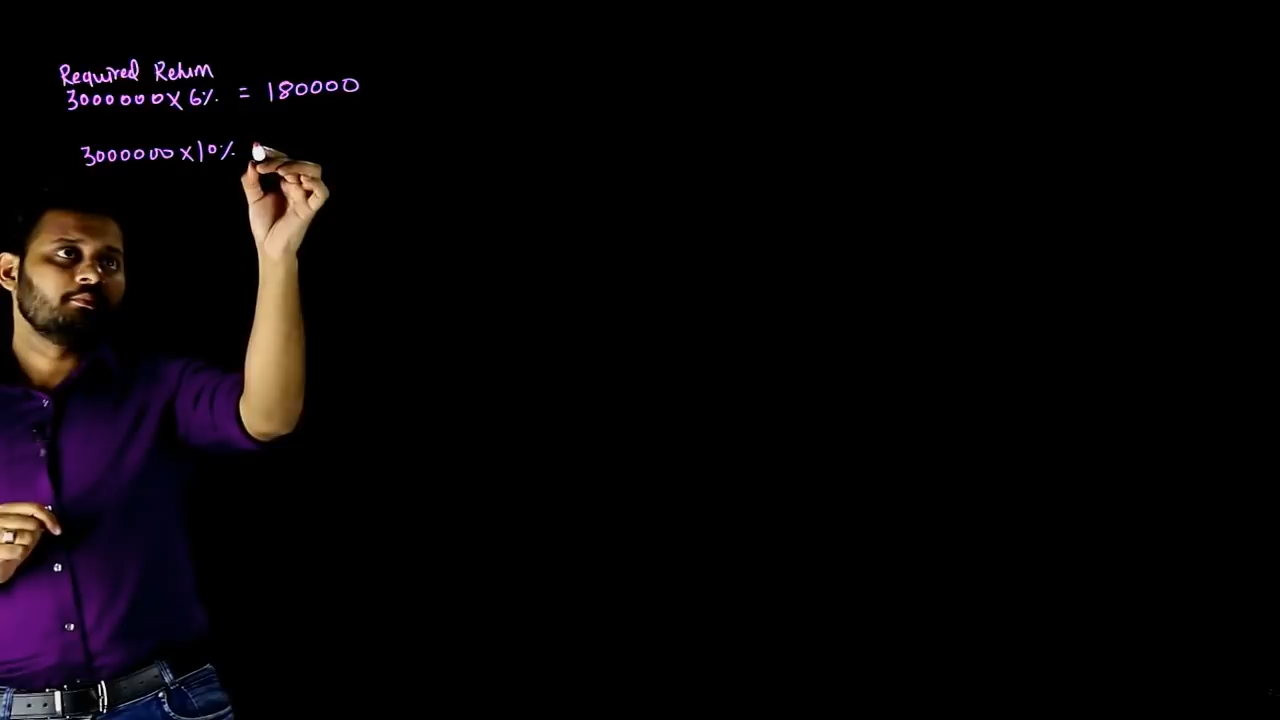 Required Return
3000000 x 6% = 180000
3000000 x 10%